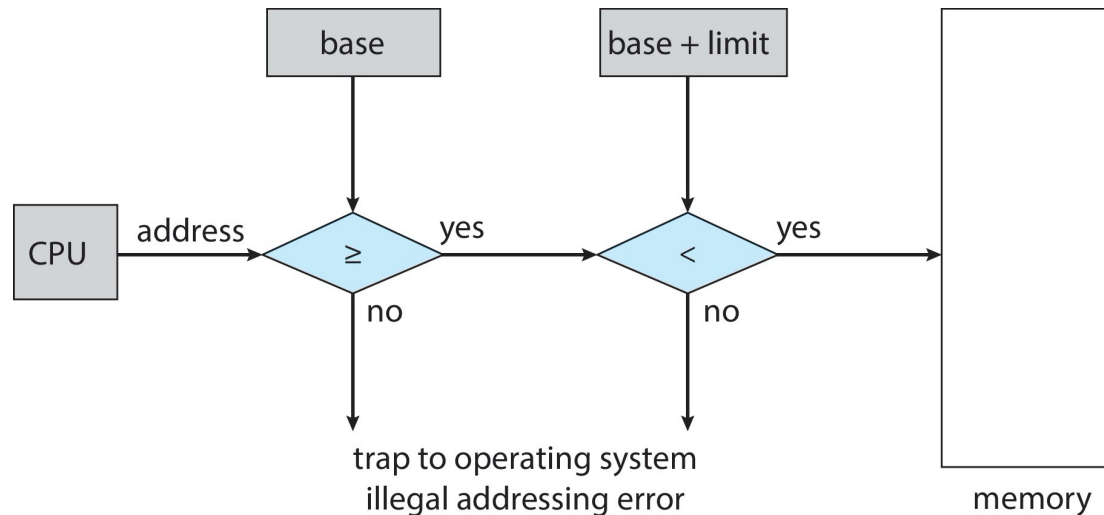 base
base + limit
CPU
address
≥
yes
<
yes
no
no
trap to operating system
illegal addressing error
memory